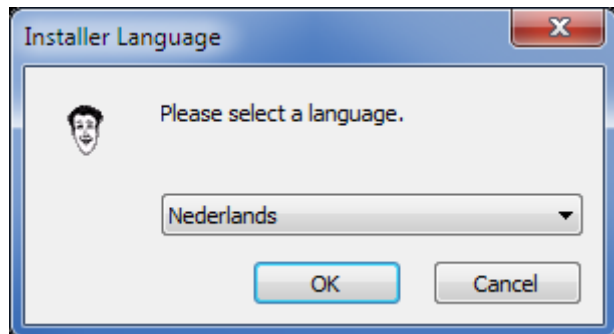 Installer Language
Please select a language.
Nederlands
OK
Cancel